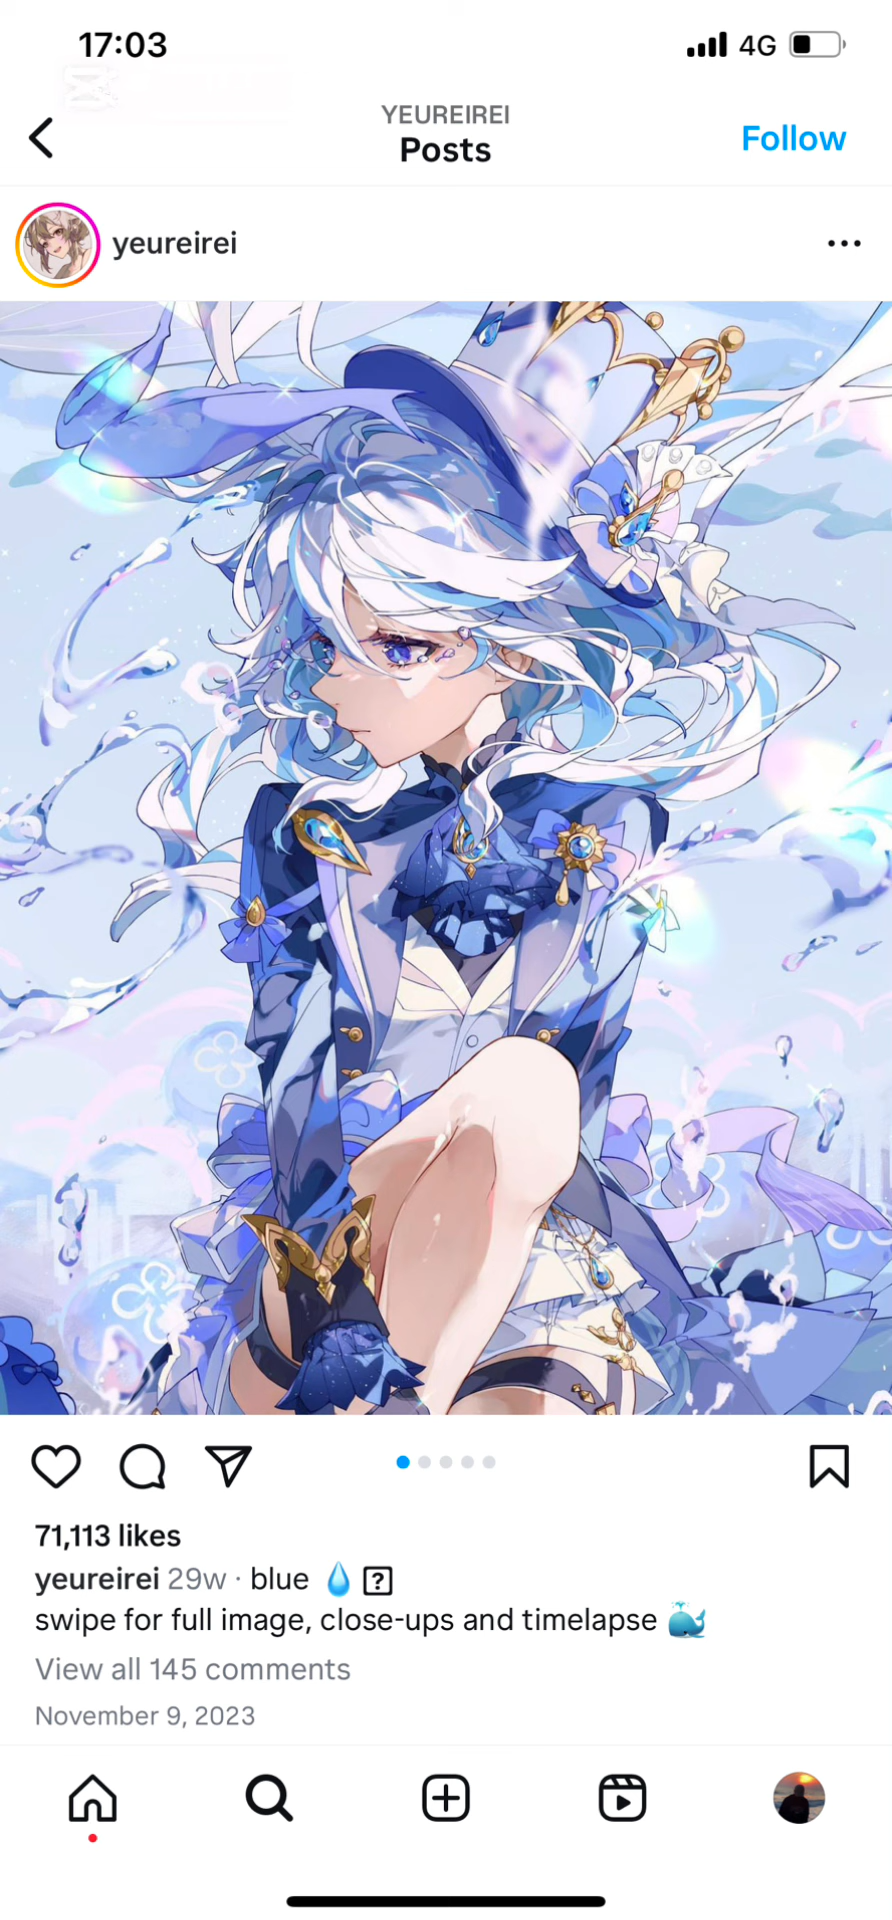 17:03
4G
YEUREIREI
Posts
Follow
yeureirei
71,113 likes
yeureirei 29w · blue 💧 ?
swipe for full image, close-ups and timelapse 🐳
View all 145 comments
November 9, 2023